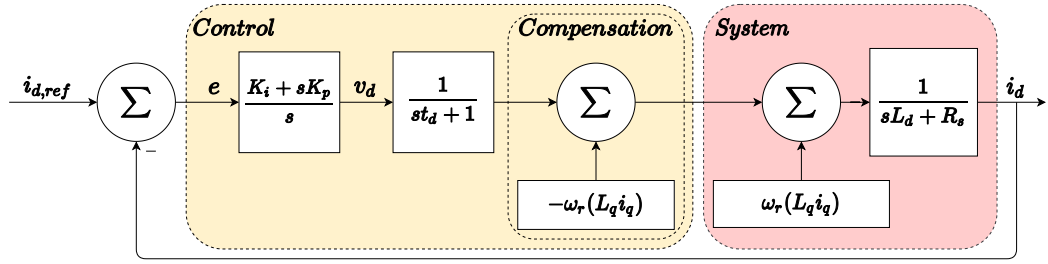 Control
Compensation
System
i_{d,ref}
∑
−
e
K_i + sK_p
s
v_d
1
st_d + 1
∑
−ω_r(L_q i_q)
∑
ω_r(L_q i_q)
1
sL_d + R_s
i_d